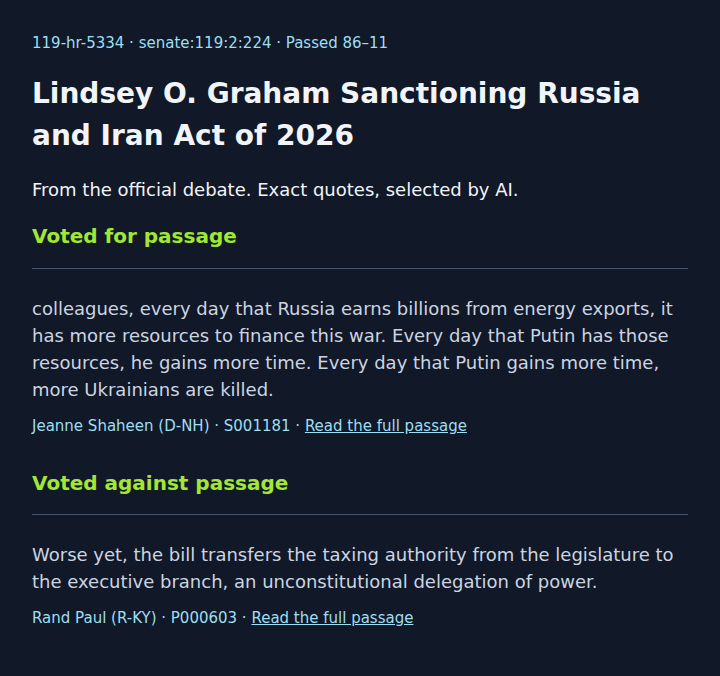 119-hr-5334 · senate:119:2:224 · Passed 86–11
Lindsey O. Graham Sanctioning Russia
and Iran Act of 2026
From the official debate. Exact quotes, selected by AI.
Voted for passage
colleagues, every day that Russia earns billions from energy exports, it
has more resources to finance this war. Every day that Putin has those
resources, he gains more time. Every day that Putin gains more time,
more Ukrainians are killed.
Jeanne Shaheen (D-NH) · S001181 · Read the full passage
Voted against passage
Worse yet, the bill transfers the taxing authority from the legislature to
the executive branch, an unconstitutional delegation of power.
Rand Paul (R-KY) · P000603 · Read the full passage